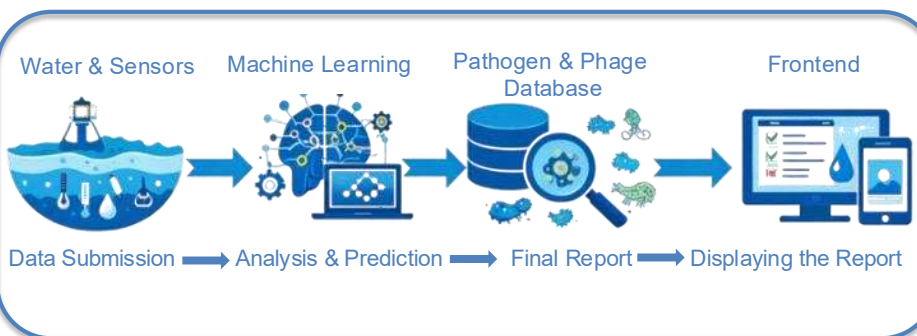 Water & Sensors
Machine Learning
Pathogen & Phage
Database
Frontend
Data Submission
Analysis & Prediction
Final Report
Displaying the Report